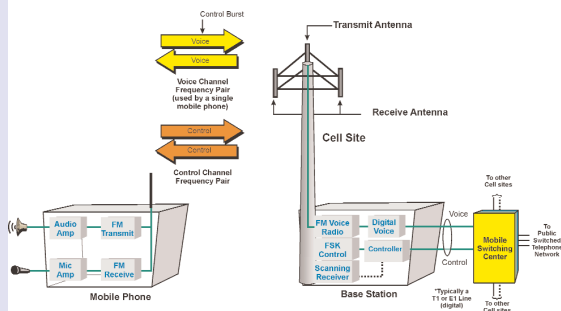 Control Burst
Voice
Voice
Voice Channel
Frequency Pair
(used by a single
mobile phone)
Control
Control
Control Channel
Frequency Pair
Transmit Antenna
Receive Antenna
Cell Site
Audio
Amp
FM
Transmit
Mic
Amp
FM
Receive
Mobile Phone
FM Voice
Radio
Digital
Voice
FSK
Control
Controller
Scanning
Receiver
Base Station
Voice
Control
*Typically a
T1 or E1 Line
(digital)
To other
Cell sites
Mobile
Switching
Center
To
Public
Switched
Telephone
Network
To other
Cell sites